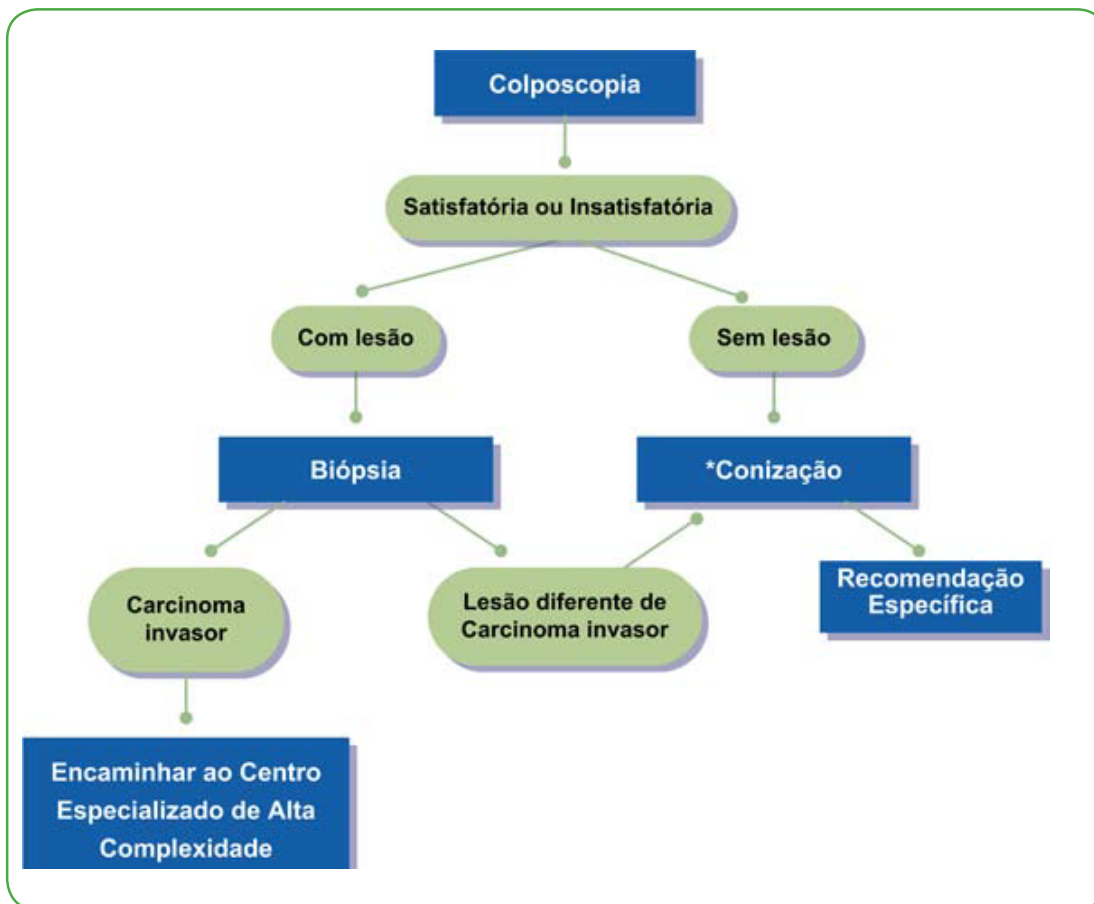 Colposcopia
Satisfatória ou Insatisfatória
Com lesão
Sem lesão
Biópsia
*Conização
Carcinoma
invasor
Lesão diferente de
Carcinoma invasor
Recomendação
Específica
Encaminhar ao Centro
Especializado de Alta
Complexidade